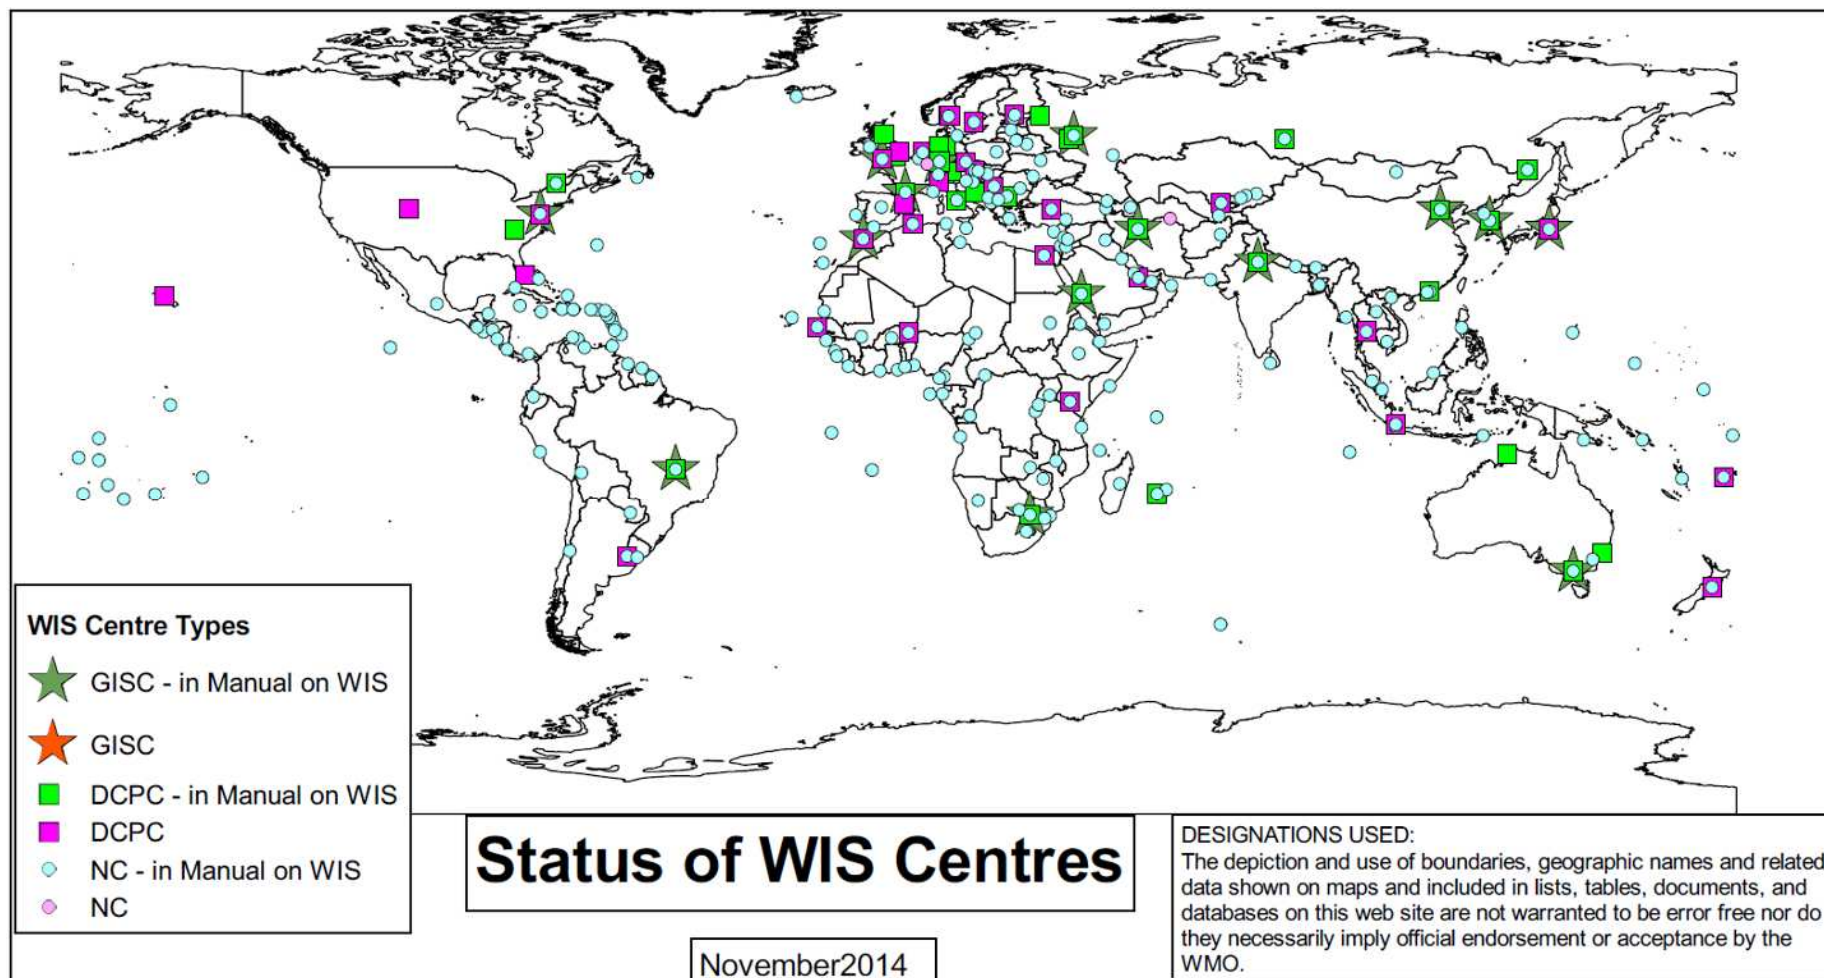 WIS Centre Types
GISC - in Manual on WIS
GISC
DCPC - in Manual on WIS
DCPC
NC - in Manual on WIS
NC
Status of WIS Centres
November2014
DESIGNATIONS USED:
The depiction and use of boundaries, geographic names and related
data shown on maps and included in lists, tables, documents, and
databases on this web site are not warranted to be error free nor do
they necessarily imply official endorsement or acceptance by the
WMO.